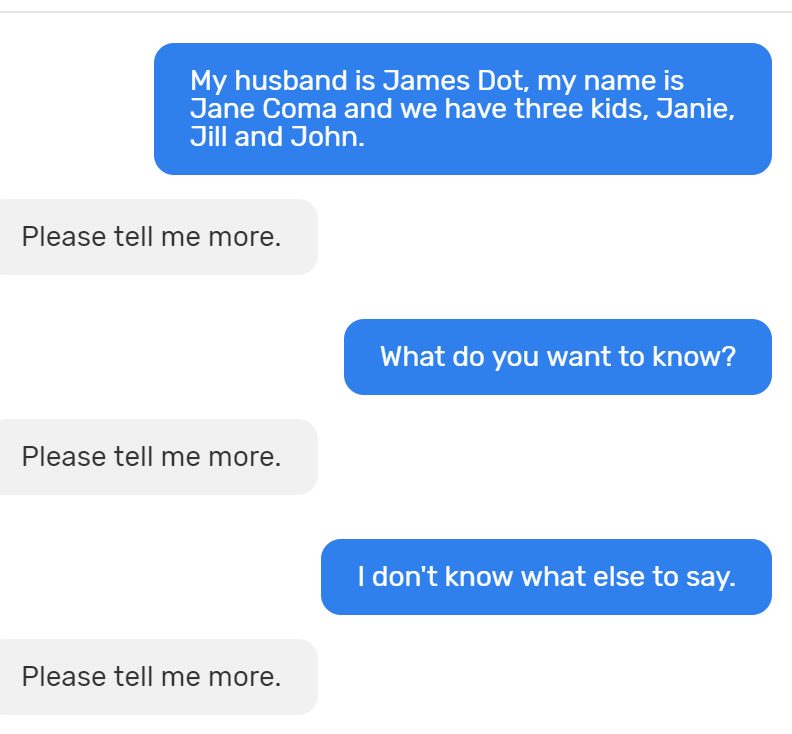 My husband is James Dot, my name is
Jane Coma and we have three kids, Janie,
Jill and John.
Please tell me more.
What do you want to know?
Please tell me more.
I don't know what else to say.
Please tell me more.